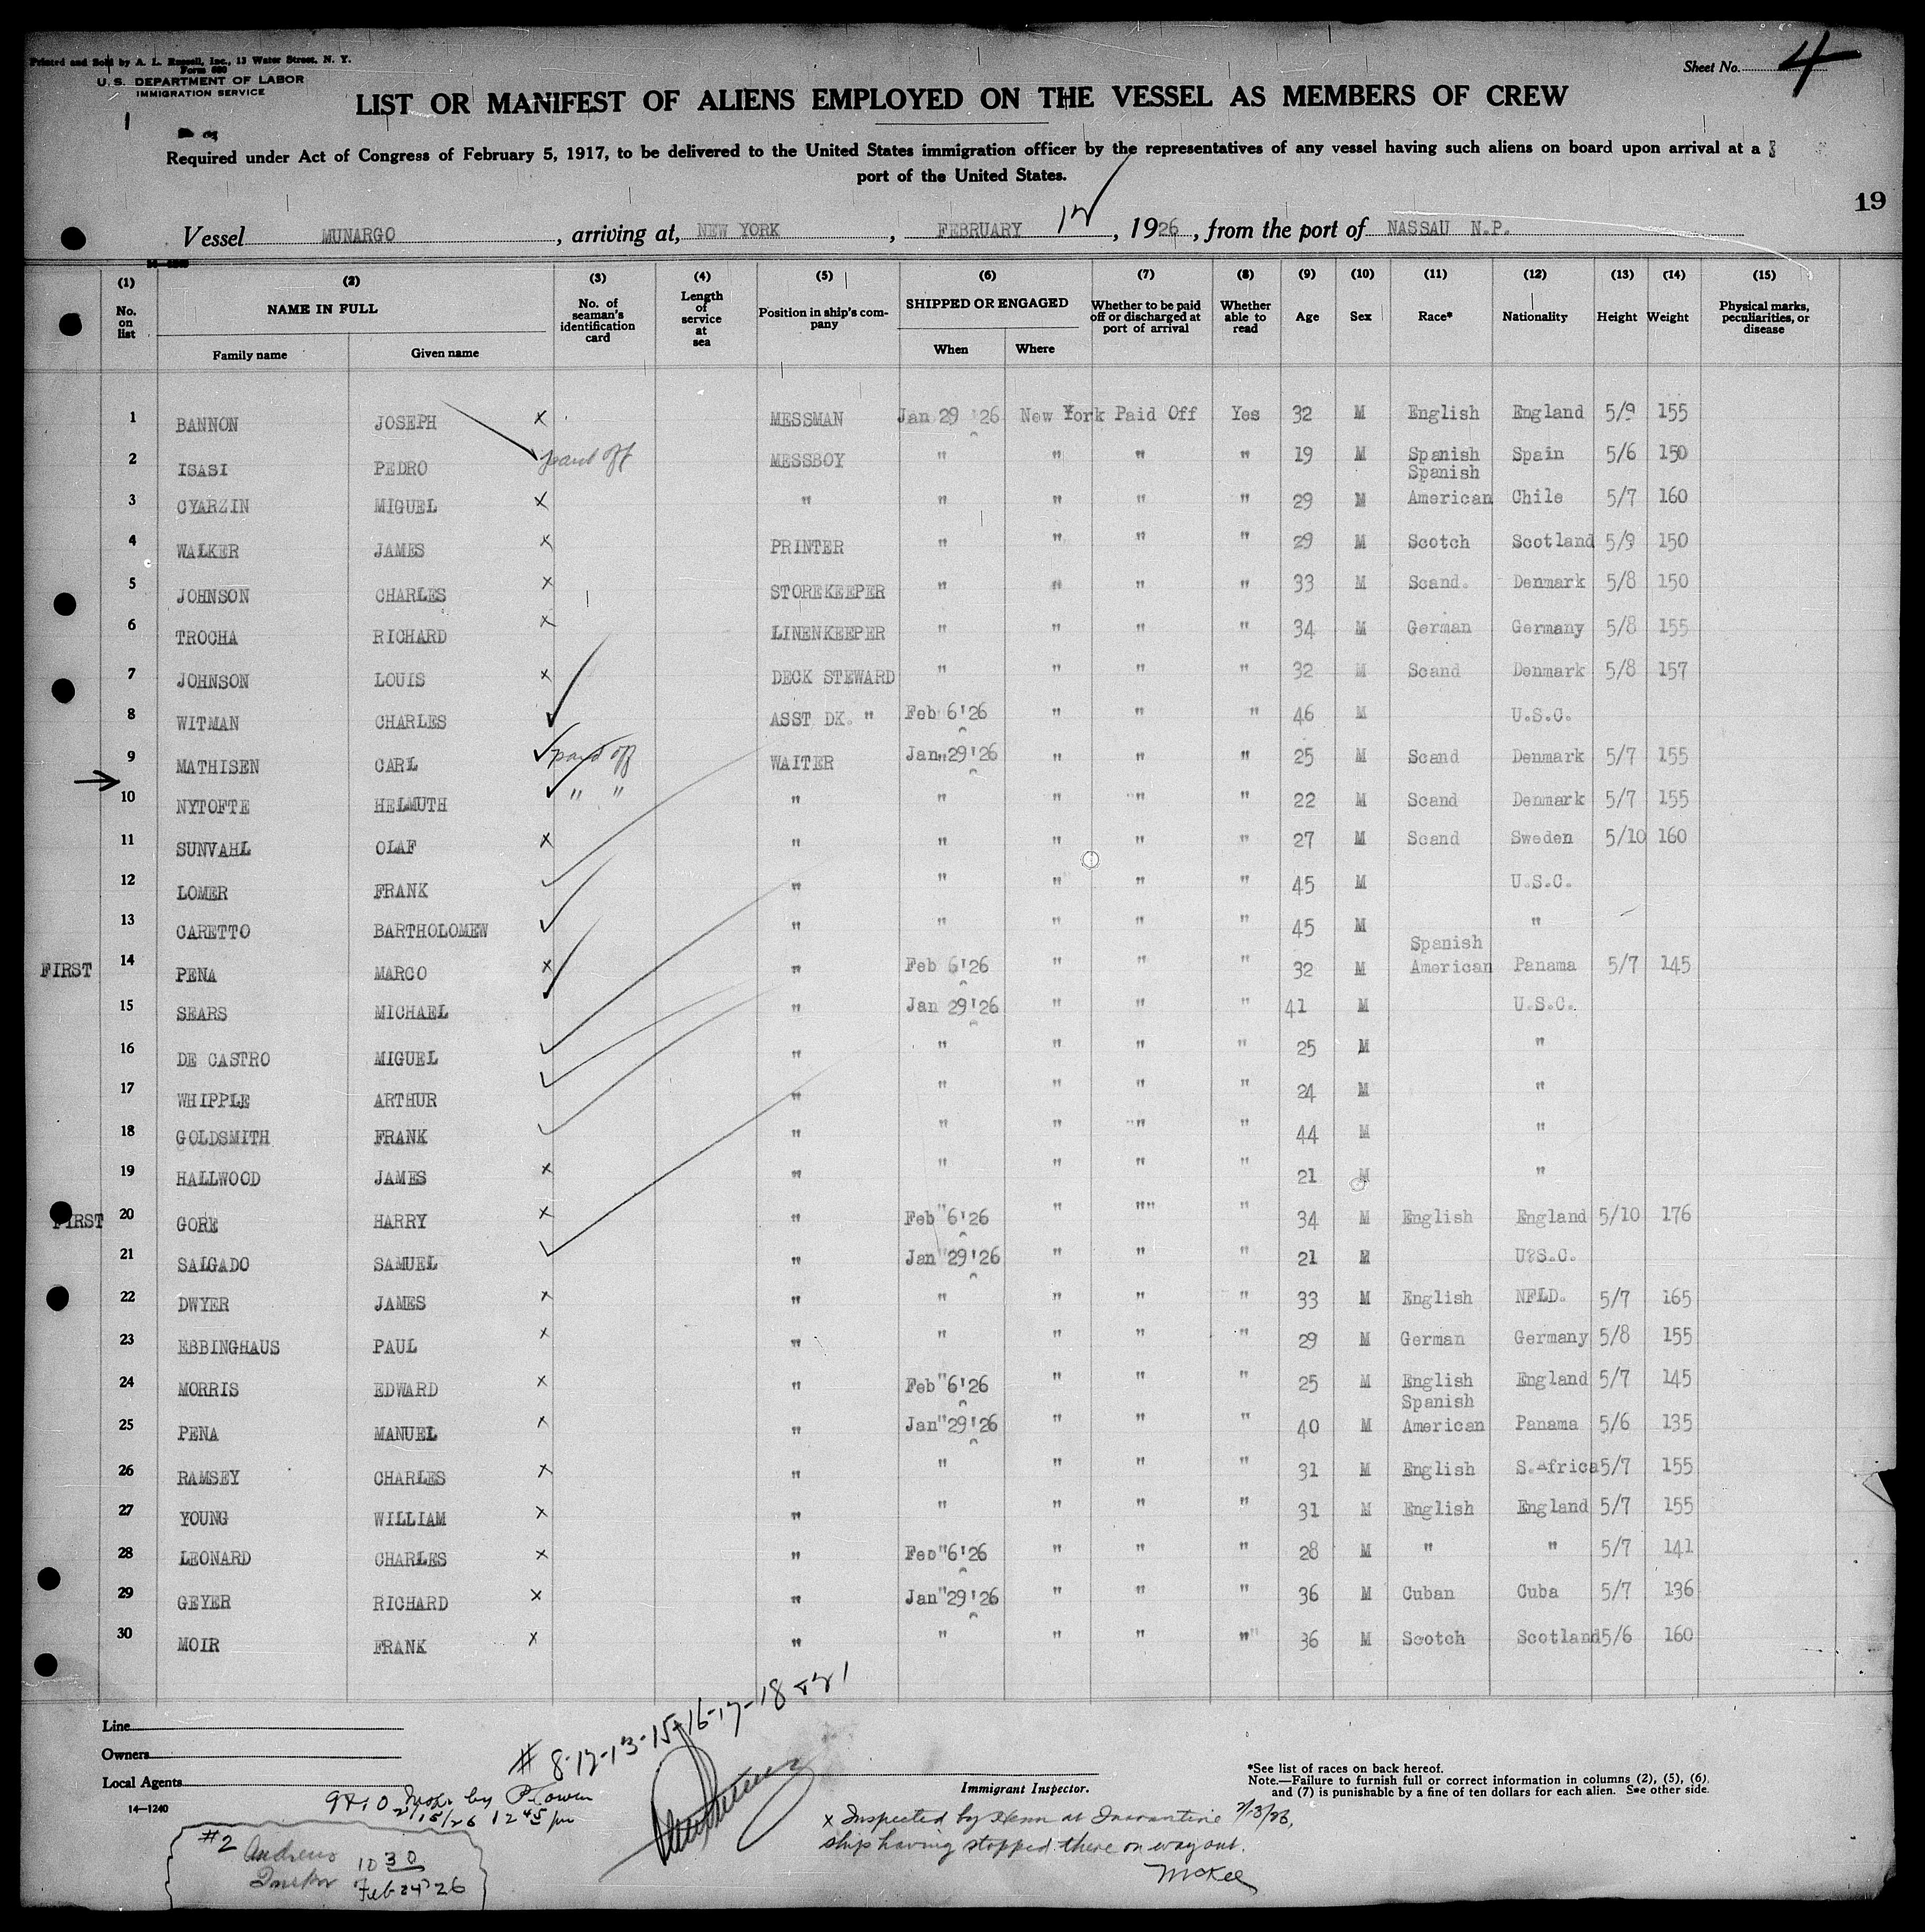 Printed and Sold by A. L. Russell, Inc., 13 Water Street, N. Y.
Form 680
U. S. DEPARTMENT OF LABOR
IMMIGRATION SERVICE
Sheet No. 4
LIST OR MANIFEST OF ALIENS EMPLOYED ON THE VESSEL AS MEMBERS OF CREW
Required under Act of Congress of February 5, 1917, to be delivered to the United States immigration officer by the representatives of any vessel having such aliens on board upon arrival at a
port of the United States.
19
Vessel MUNARGO, arriving at, NEW YORK, FEBRUARY 12, 1926, from the port of NASSAU N.P.
(1) (2) (3) (4) (5) (6) (7) (8) (9) (10) (11) (12) (13) (14) (15)
No. on list NAME IN FULL Family name Given name No. of seaman's identification card Length of service at sea Position in ship's company SHIPPED OR ENGAGED When Where Whether to be paid off or discharged at port of arrival Whether able to read Age Sex Race* Nationality Height Weight Physical marks, peculiarities, or disease
1 BANNON JOSEPH x MESSMAN Jan 29 '26 New York Paid Off Yes 32 M English England 5/9 155
2 ISASI PEDRO paid off MESSBOY " " " " 19 M Spanish Spain 5/6 150
3 CYARZIN MIGUEL x " " " " " 29 M Spanish American Chile 5/7 160
4 WALKER JAMES x PRINTER " " " " 29 M Scotch Scotland 5/9 150
5 JOHNSON CHARLES x STOREKEEPER " " " " 33 M Scand. Denmark 5/8 150
6 TROCHA RICHARD x LINENKEEPER " " " " 34 M German Germany 5/8 155
7 JOHNSON LOUIS x DECK STEWARD " " " " 32 M Scand Denmark 5/8 157
8 WITMAN CHARLES ASST DK. " Feb 6'26 " " " 46 M U.S.C.
9 MATHISEN CARL paid off WAITER Jan 29'26 " " " 25 M Scand Denmark 5/7 155
10 NYTOFTE HELMUTH " " " " " " " 22 M Scand Denmark 5/7 155
11 SUNVAHL OLAF x " " " " " 27 M Scand Sweden 5/10 160
12 LOMER FRANK " " " " " 45 M U.S.C.
13 CARETTO BARTHOLOMEW " " " " " 45 M "
FIRST 14 PENA MARCO x " Feb 6'26 " " " 32 M Spanish American Panama 5/7 145
15 SEARS MICHAEL " Jan 29'26 " " " 41 M U.S.C.
16 DE CASTRO MIGUEL " " " " " 25 M "
17 WHIPPLE ARTHUR " " " " " 24 M "
18 GOLDSMITH FRANK " " " " " 44 M "
19 HALLWOOD JAMES x " " " " " 21 M "
FIRST 20 GORE HARRY x " Feb "6'26 " "" " 34 M English England 5/10 176
21 SALGADO SAMUEL " Jan "29'26 " " " 21 M U?S.C.
22 DWYER JAMES x " " " " " 33 M English NFLD. 5/7 165
23 EBBINGHAUS PAUL x " " " " " 29 M German Germany 5/8 155
24 MORRIS EDWARD x " Feb "6'26 " " " 25 M English England 5/7 145
25 PENA MANUEL x " Jan "29'26 " " " 40 M Spanish American Panama 5/6 135
26 RAMSEY CHARLES x " " " " " 31 M English S.Africa 5/7 155
27 YOUNG WILLIAM x " " " " " 31 M English England 5/7 155
28 LEONARD CHARLES x " Feb "6'26 " " " 28 M " " 5/7 141
29 GEYER RICHARD x " Jan "29'26 " " " 36 M Cuban Cuba 5/7 136
30 MOIR FRANK x " " " " " 36 M Scotch Scotland 5/6 160
# 8-12-13-15-16-17-18 & 21
Line
Owners
Local Agents
14-1240
Immigrant Inspector.
*See list of races on back hereof.
Note.—Failure to furnish full or correct information in columns (2), (5), (6),
and (7) is punishable by a fine of ten dollars for each alien. See other side.
9 & 10 Insp. by
2/15/26 12 45 pm
x Inspected by at Quarantine 2/13/26,
ship having stopped there on way out.
McKee
#2 Andrews
10 30
Feb 24 '26